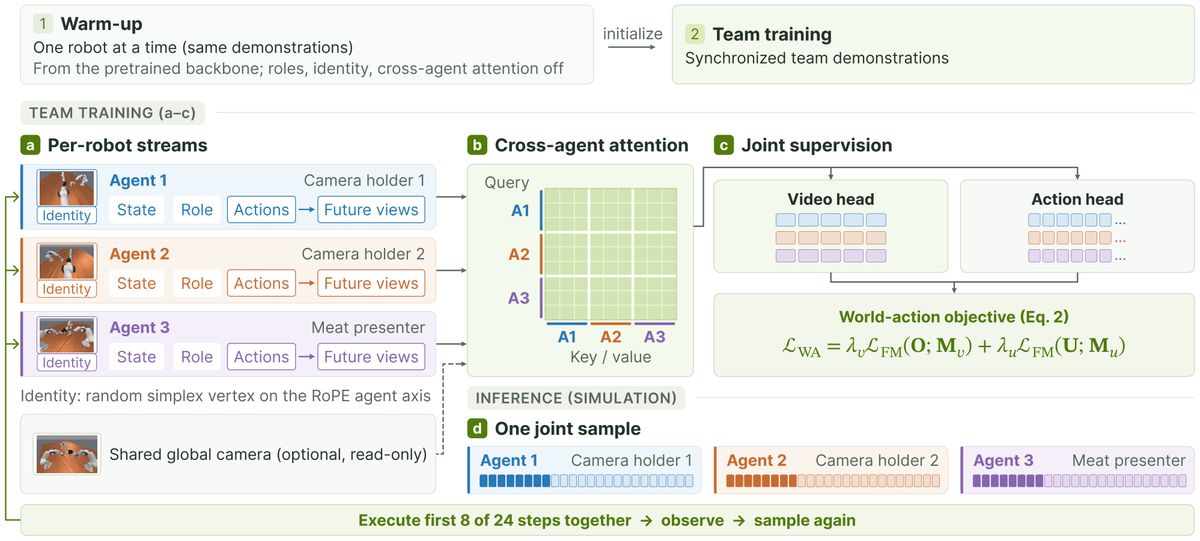 1 Warm-up
One robot at a time (same demonstrations)
From the pretrained backbone; roles, identity, cross-agent attention off
initialize
2 Team training
Synchronized team demonstrations
TEAM TRAINING (a–c)
a Per-robot streams
Agent 1 Camera holder 1
Identity State Role Actions → Future views
Agent 2 Camera holder 2
Identity State Role Actions → Future views
Agent 3 Meat presenter
Identity State Role Actions → Future views
Identity: random simplex vertex on the RoPE agent axis
Shared global camera (optional, read-only)
b Cross-agent attention
Query
A1
A2
A3
A1 A2 A3
Key / value
c Joint supervision
Video head
Action head
...
...
...
World-action objective (Eq. 2)
ℒ_WA = λ_v ℒ_FM(O; M_v) + λ_u ℒ_FM(U; M_u)
INFERENCE (SIMULATION)
d One joint sample
Agent 1 Camera holder 1
Agent 2 Camera holder 2
Agent 3 Meat presenter
Execute first 8 of 24 steps together → observe → sample again